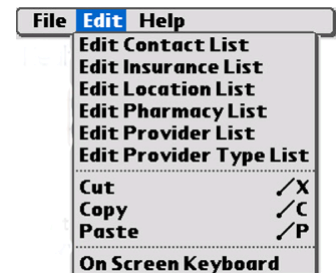 File Edit Help
Edit Contact List
Edit Insurance List
Edit Location List
Edit Pharmacy List
Edit Provider List
Edit Provider Type List
Cut /X
Copy /C
Paste /P
On Screen Keyboard